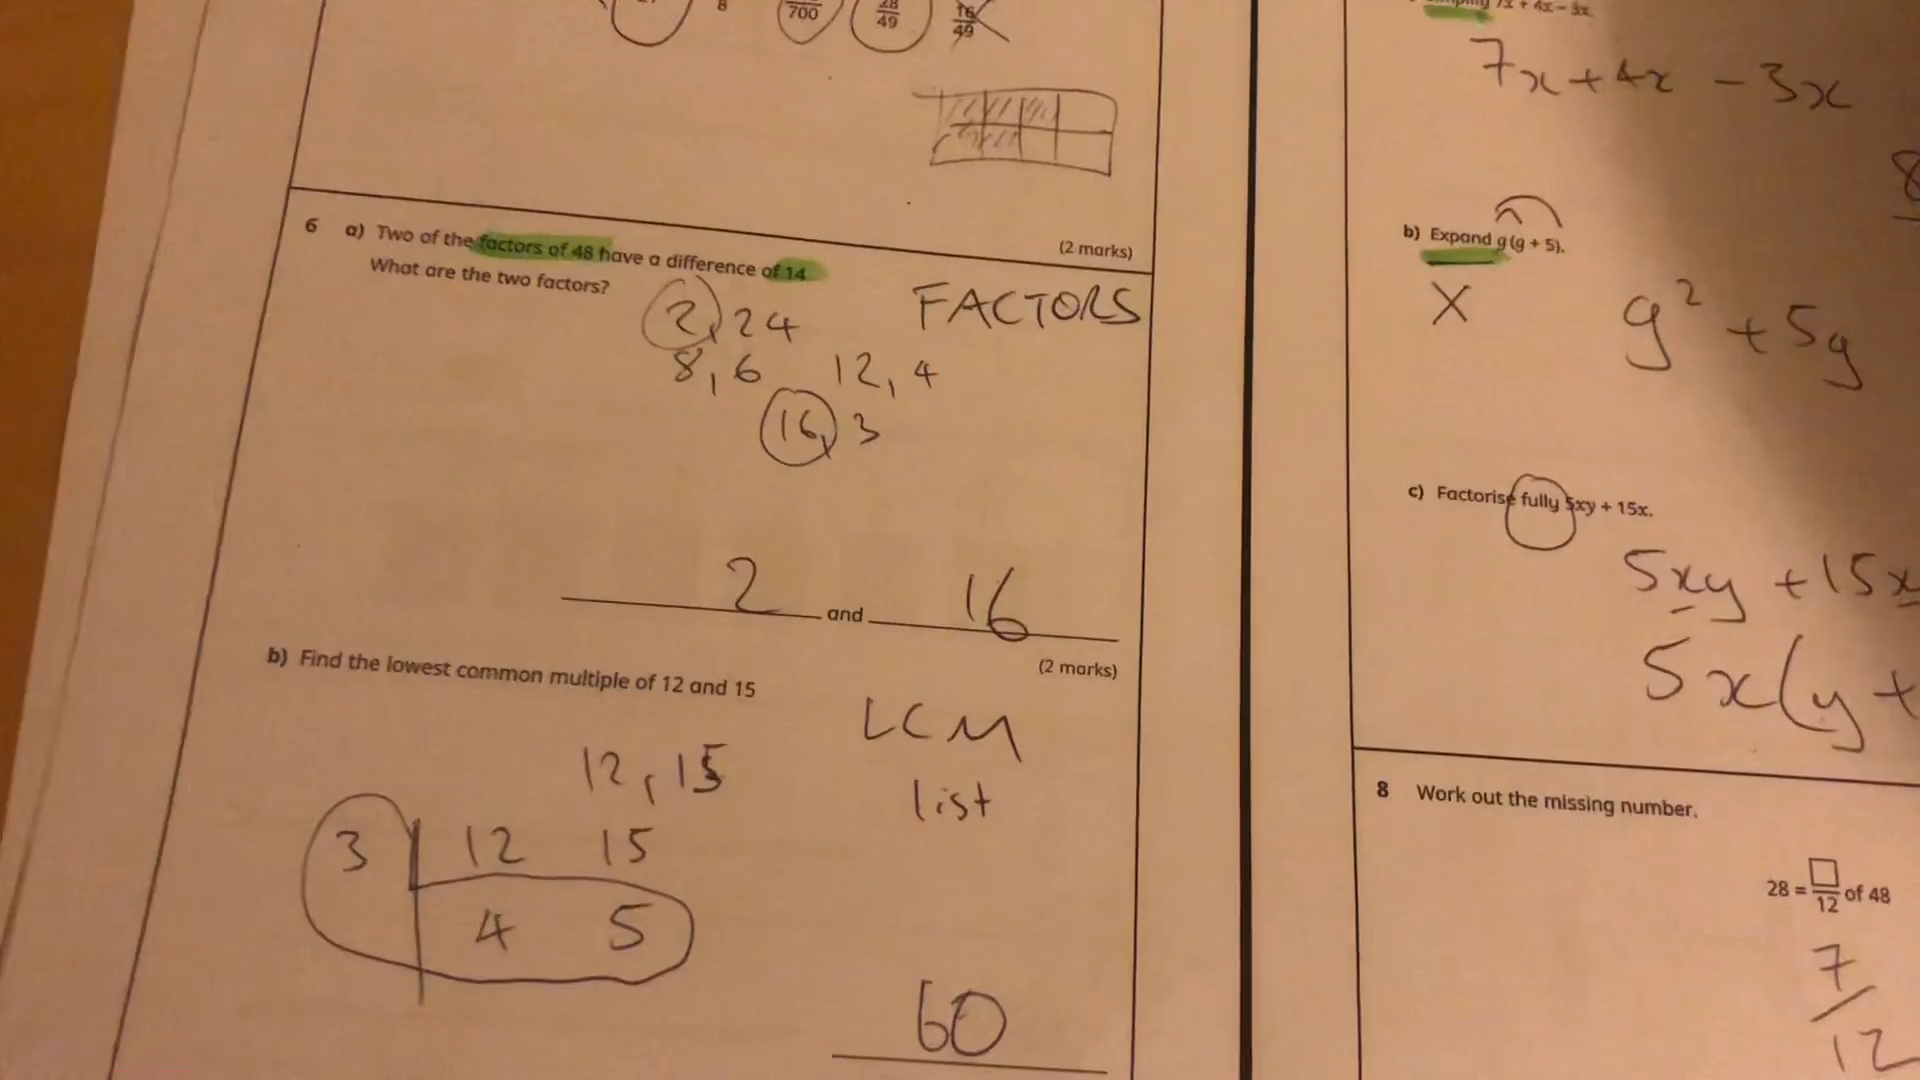 8
700
28
49
16
49
(2 marks)
6 a) Two of the factors of 48 have a difference of 14
What are the two factors?
FACTORS
2, 24
8, 6 12, 4
16, 3
2 and 16
(2 marks)
b) Find the lowest common multiple of 12 and 15
LCM
list
12, 15
3 12 15
4 5
60
7x + 4x - 3x
7x + 4x - 3x
b) Expand g(g + 5).
X g² + 5g
c) Factorise fully 5xy + 15x.
5xy + 15x
5x(y +
8 Work out the missing number.
28 = □/12 of 48
7/12